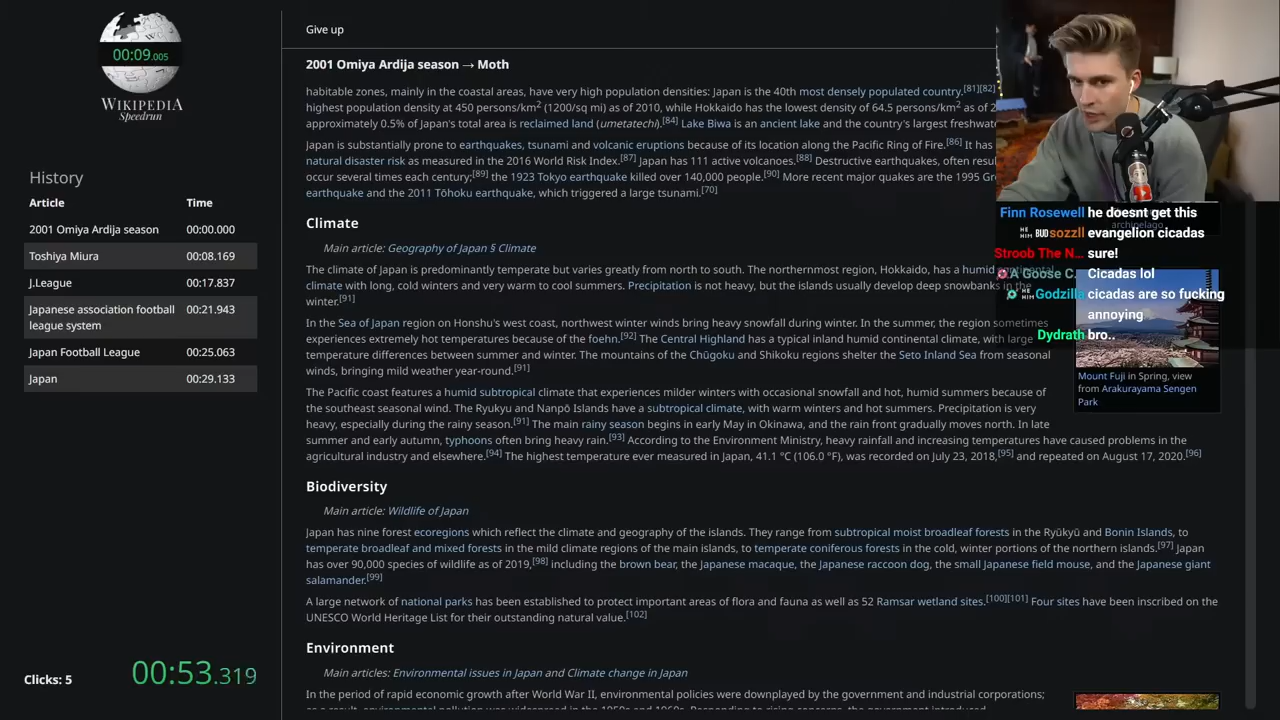 00:09.005
WIKIPEDIA
Speedrun
History
Article Time
2001 Omiya Ardija season 00:00.000
Toshiya Miura 00:08.169
J.League 00:17.837
Japanese association football
league system 00:21.943
Japan Football League 00:25.063
Japan 00:29.133
Clicks: 5 00:53.319
Give up
2001 Omiya Ardija season → Moth
habitable zones, mainly in the coastal areas, have very high population densities: Japan is the 40th most densely populated country.[81][82]
highest population density at 450 persons/km2 (1200/sq mi) as of 2010, while Hokkaido has the lowest density of 64.5 persons/km2 as of 2
approximately 0.5% of Japan's total area is reclaimed land (umetatechi).[84] Lake Biwa is an ancient lake and the country's largest freshwat
Japan is substantially prone to earthquakes, tsunami and volcanic eruptions because of its location along the Pacific Ring of Fire.[86] It has
natural disaster risk as measured in the 2016 World Risk Index.[87] Japan has 111 active volcanoes.[88] Destructive earthquakes, often resul
occur several times each century;[89] the 1923 Tokyo earthquake killed over 140,000 people.[90] More recent major quakes are the 1995 Gr
earthquake and the 2011 Tōhoku earthquake, which triggered a large tsunami.[70]
Climate
Main article: Geography of Japan § Climate
The climate of Japan is predominantly temperate but varies greatly from north to south. The northernmost region, Hokkaido, has a humid continental
climate with long, cold winters and very warm to cool summers. Precipitation is not heavy, but the islands usually develop deep snowbanks in the
winter.[91]
In the Sea of Japan region on Honshu's west coast, northwest winter winds bring heavy snowfall during winter. In the summer, the region sometimes
experiences extremely hot temperatures because of the foehn.[92] The Central Highland has a typical inland humid continental climate, with large
temperature differences between summer and winter. The mountains of the Chūgoku and Shikoku regions shelter the Seto Inland Sea from seasonal
winds, bringing mild weather year-round.[91]
The Pacific coast features a humid subtropical climate that experiences milder winters with occasional snowfall and hot, humid summers because of
the southeast seasonal wind. The Ryukyu and Nanpō Islands have a subtropical climate, with warm winters and hot summers. Precipitation is very
heavy, especially during the rainy season.[91] The main rainy season begins in early May in Okinawa, and the rain front gradually moves north. In late
summer and early autumn, typhoons often bring heavy rain.[93] According to the Environment Ministry, heavy rainfall and increasing temperatures have caused problems in the
agricultural industry and elsewhere.[94] The highest temperature ever measured in Japan, 41.1 °C (106.0 °F), was recorded on July 23, 2018,[95] and repeated on August 17, 2020.[96]
Biodiversity
Main article: Wildlife of Japan
Japan has nine forest ecoregions which reflect the climate and geography of the islands. They range from subtropical moist broadleaf forests in the Ryūkyū and Bonin Islands, to
temperate broadleaf and mixed forests in the mild climate regions of the main islands, to temperate coniferous forests in the cold, winter portions of the northern islands.[97] Japan
has over 90,000 species of wildlife as of 2019,[98] including the brown bear, the Japanese macaque, the Japanese raccoon dog, the small Japanese field mouse, and the Japanese giant
salamander.[99]
A large network of national parks has been established to protect important areas of flora and fauna as well as 52 Ramsar wetland sites.[100][101] Four sites have been inscribed on the
UNESCO World Heritage List for their outstanding natural value.[102]
Environment
Main articles: Environmental issues in Japan and Climate change in Japan
In the period of rapid economic growth after World War II, environmental policies were downplayed by the government and industrial corporations;
Finn Rosewell he doesnt get this
archipelago
HE HIM BUD sozzll evangelion cicadas
Stroob The N... sure!
A Goose C. Cicadas lol
HE HIM Godzilla cicadas are so fucking
annoying
Dydrath bro..
Mount Fuji in Spring, view
from Arakurayama Sengen
Park